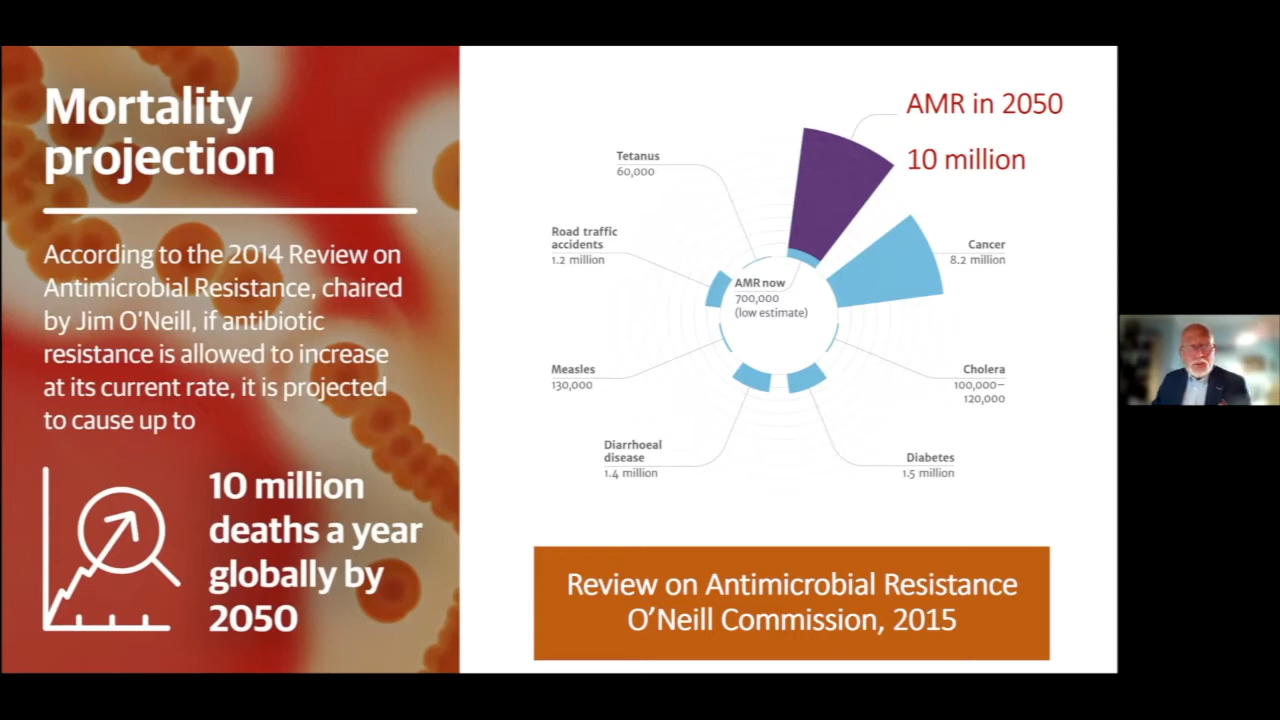 Mortality
projection
According to the 2014 Review on
Antimicrobial Resistance, chaired
by Jim O'Neill, if antibiotic
resistance is allowed to increase
at its current rate, it is projected
to cause up to
10 million
deaths a year
globally by
2050
AMR in 2050
10 million
Tetanus
60,000
Road traffic
accidents
1.2 million
Cancer
8.2 million
AMR now
700,000
(low estimate)
Measles
130,000
Cholera
100,000–
120,000
Diarrhoeal
disease
1.4 million
Diabetes
1.5 million
Review on Antimicrobial Resistance
O’Neill Commission, 2015